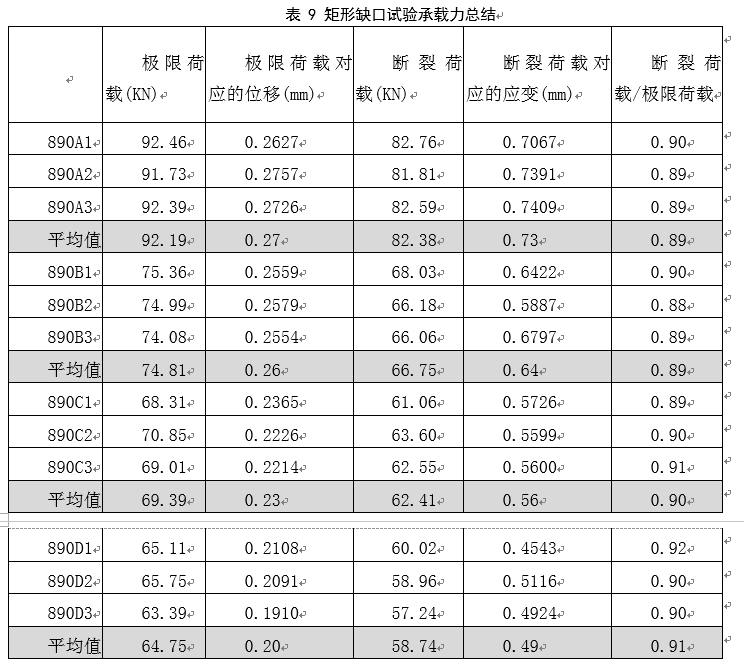 表 9 矩形缺口试验承载力总结
极限荷载(KN) 极限荷载对应的位移(mm) 断裂荷载(KN) 断裂荷载对应的应变(mm) 断裂荷载/极限荷载
890A1 92.46 0.2627 82.76 0.7067 0.90
890A2 91.73 0.2757 81.81 0.7391 0.89
890A3 92.39 0.2726 82.59 0.7409 0.89
平均值 92.19 0.27 82.38 0.73 0.89
890B1 75.36 0.2559 68.03 0.6422 0.90
890B2 74.99 0.2579 66.18 0.5887 0.88
890B3 74.08 0.2554 66.06 0.6797 0.89
平均值 74.81 0.26 66.75 0.64 0.89
890C1 68.31 0.2365 61.06 0.5726 0.89
890C2 70.85 0.2226 63.60 0.5599 0.90
890C3 69.01 0.2214 62.55 0.5600 0.91
平均值 69.39 0.23 62.41 0.56 0.90
890D1 65.11 0.2108 60.02 0.4543 0.92
890D2 65.75 0.2091 58.96 0.5116 0.90
890D3 63.39 0.1910 57.24 0.4924 0.90
平均值 64.75 0.20 58.74 0.49 0.91